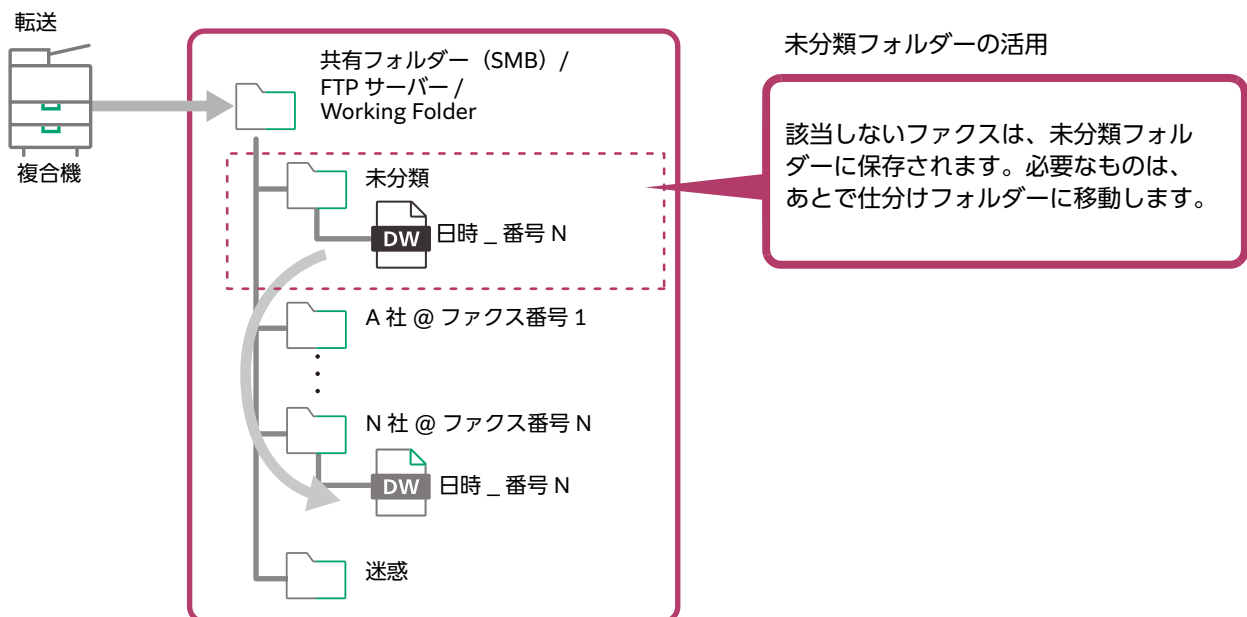 転送
複合機
共有フォルダー（SMB）/
FTP サーバー /
Working Folder
未分類
DW
日時 _ 番号 N
A 社 @ ファクス番号 1
N 社 @ ファクス番号 N
DW
日時 _ 番号 N
迷惑
未分類フォルダーの活用
該当しないファクスは、未分類フォル
ダーに保存されます。必要なものは、
あとで仕分けフォルダーに移動します。